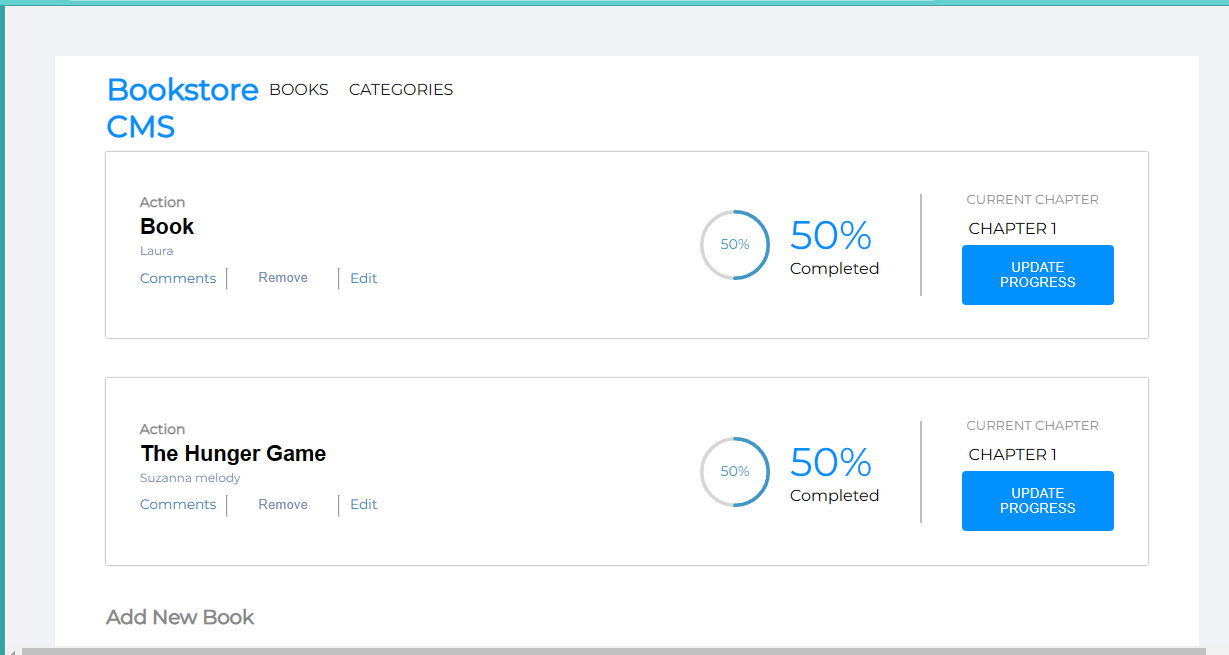 Bookstore BOOKS CATEGORIES
CMS
Action
Book
Laura
Comments Remove Edit
50%
50%
Completed
CURRENT CHAPTER
CHAPTER 1
UPDATE
PROGRESS
Action
The Hunger Game
Suzanna melody
Comments Remove Edit
50%
50%
Completed
CURRENT CHAPTER
CHAPTER 1
UPDATE
PROGRESS
Add New Book